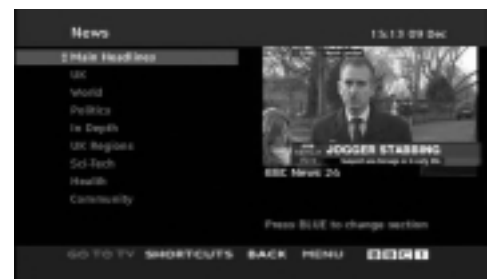 News 15:13 09 Dec
Main Headlines
UK
World
Politics
In Depth
UK Regions
Sci-Tech
Health
Community
JOGGER STABBING
BBC News 24
Press BLUE to change section
GO TO TV SHORTCUTS BACK MENU BBC 1